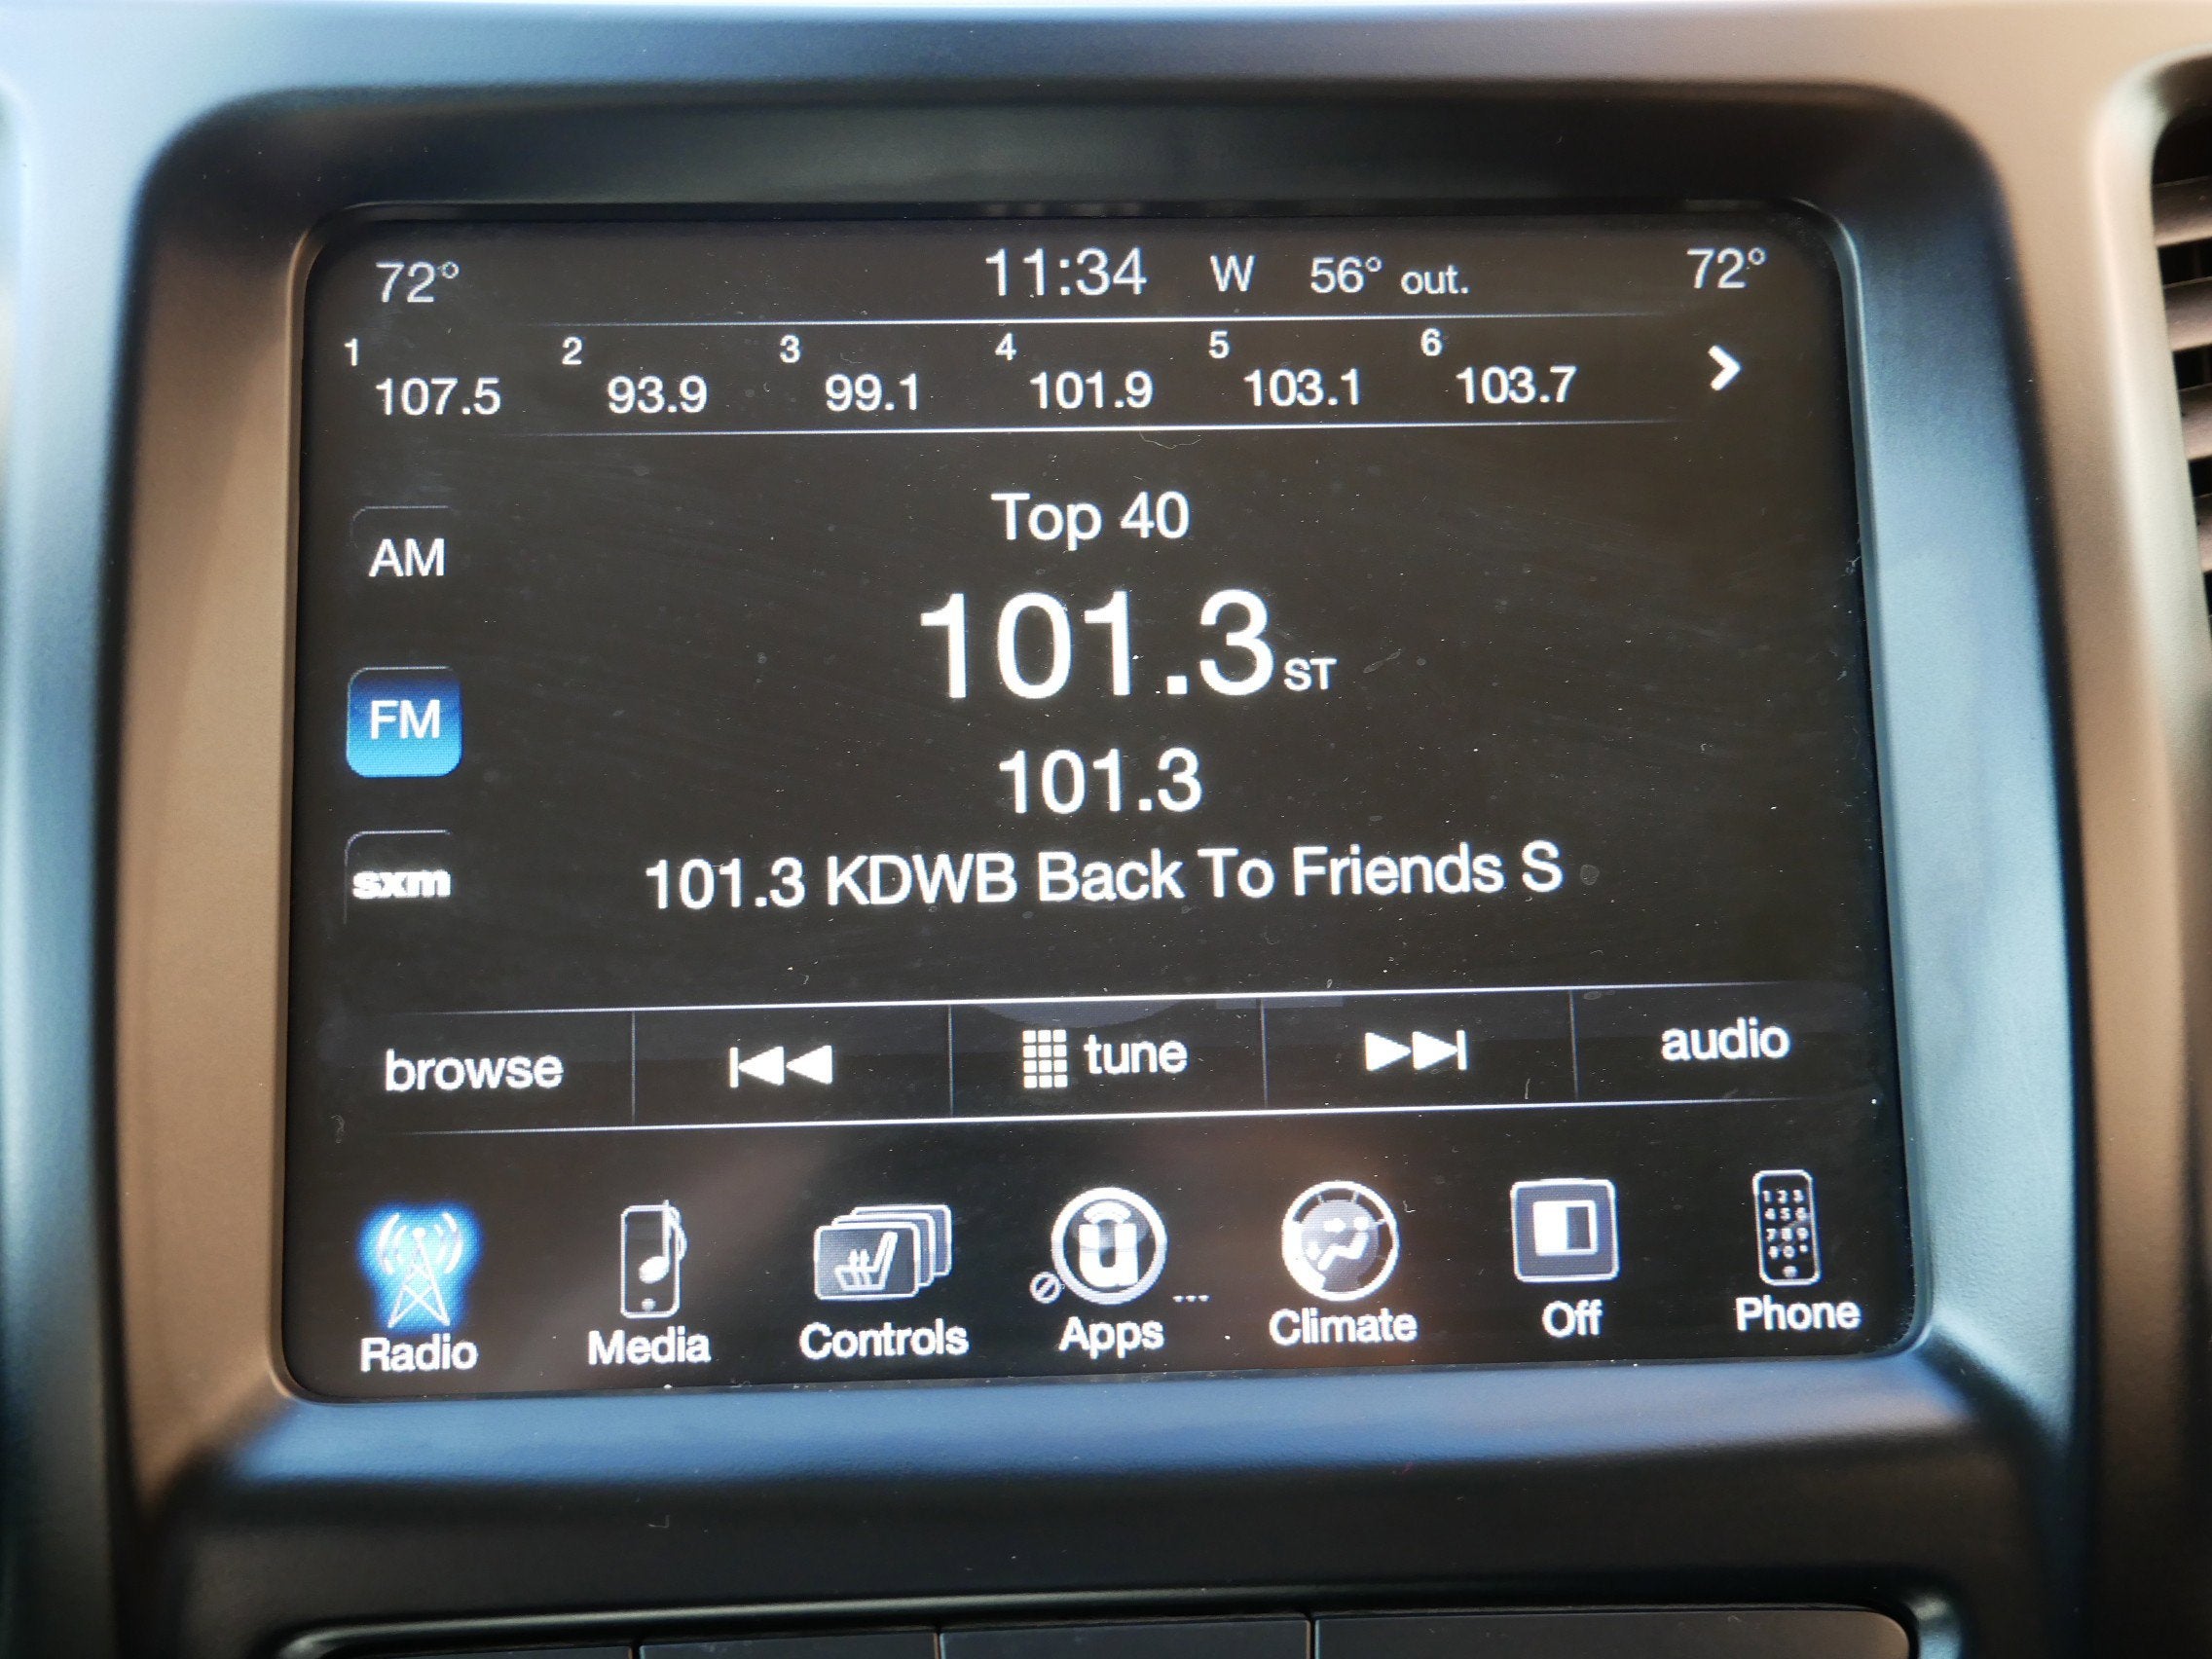 72° 11:34 W 56° out. 72°
1 107.5 2 93.9 3 99.1 4 101.9 5 103.1 6 103.7
Top 40
AM
101.3 ST
FM
101.3
101.3 KDWB Back To Friends S
sxm
browse tune audio
Radio Media Controls Apps ... Climate Off Phone